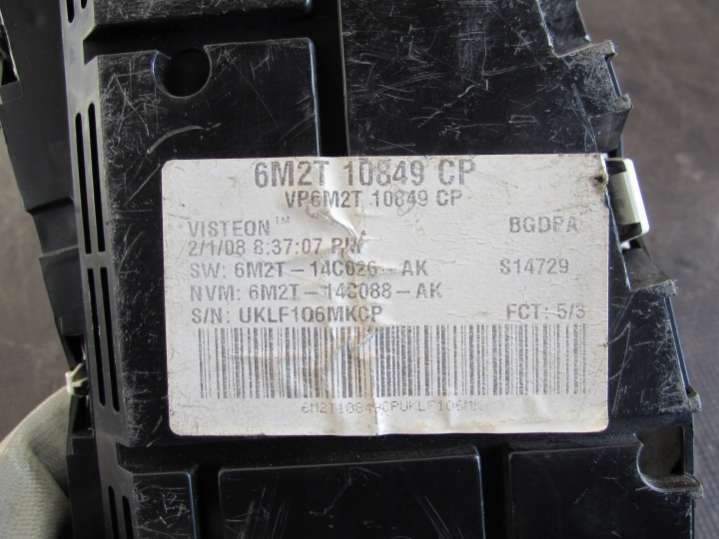 6M2T 10849 CP
VP6M2T 10849 CP
VISTEON™ BGDPA
2/1/08 8:37:07 PM
SW: 6M2T-14C026-AK S14729
NVM: 6M2T-14C088-AK
S/N: UKLF106MKCP FCT: 5/3